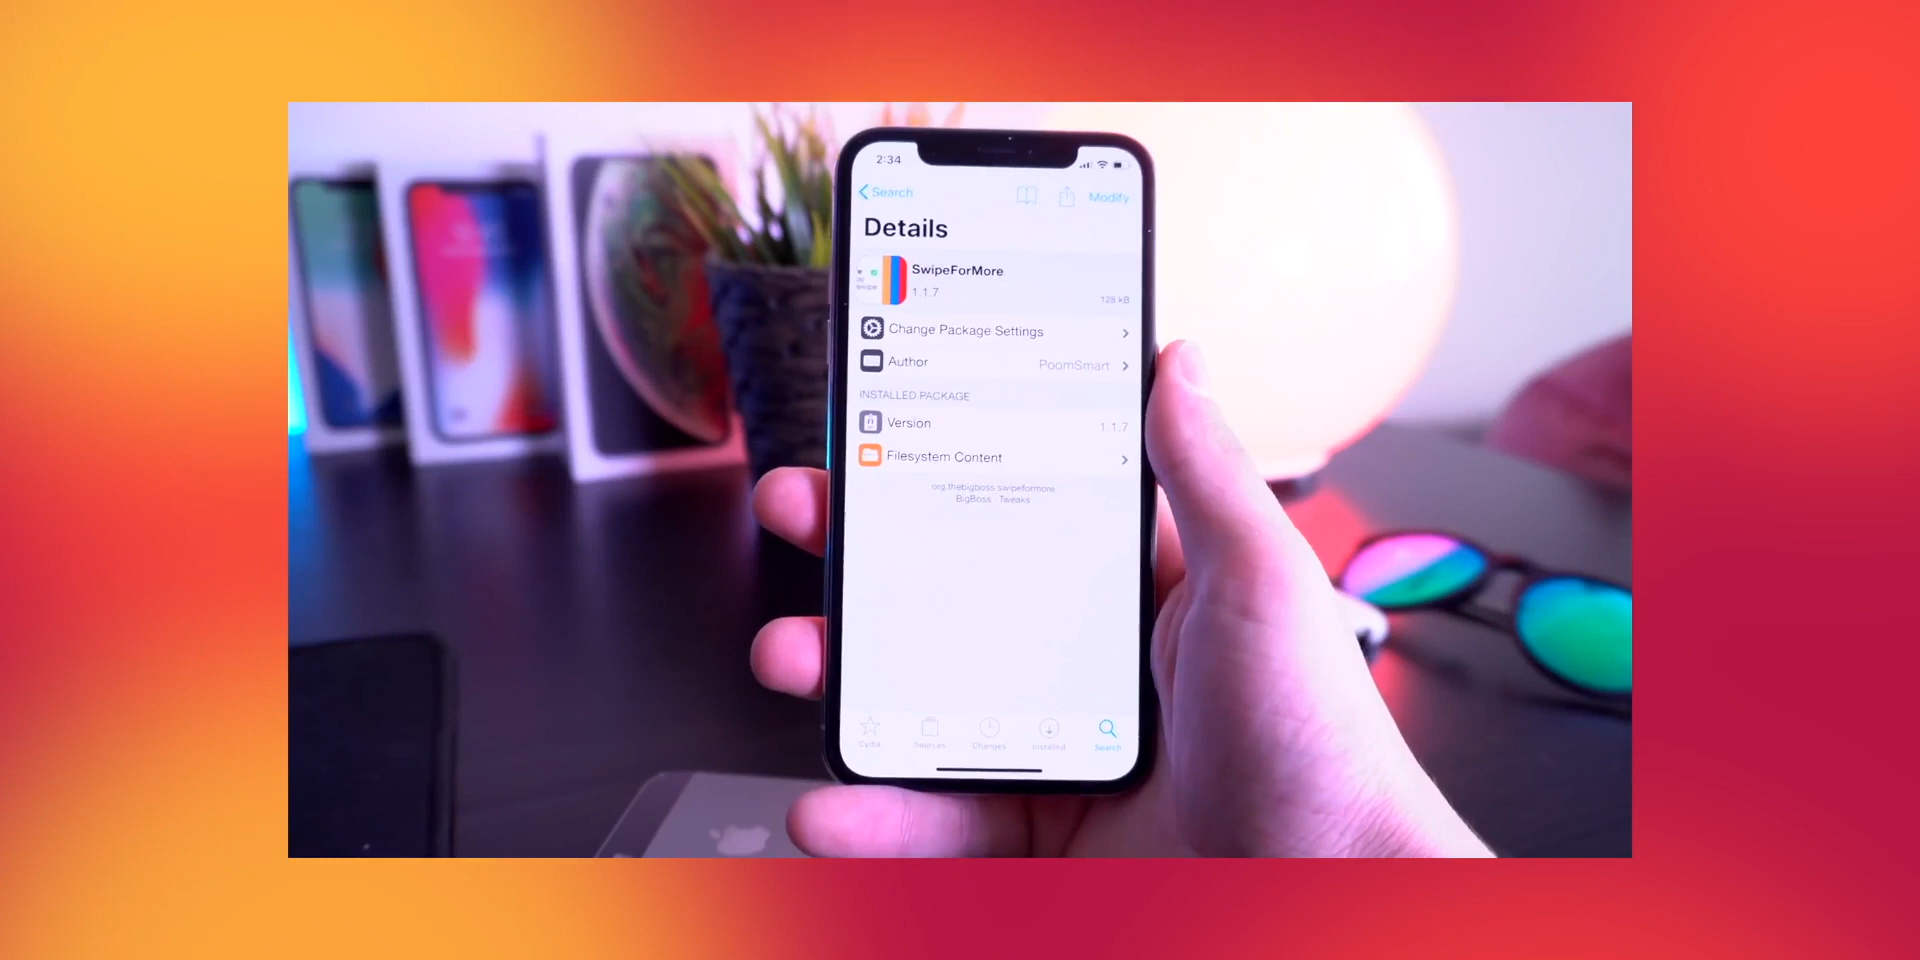 2:34
Search
Modify
Details
SwipeForMore
1.1.7
128 kB
Change Package Settings
Author
PoomSmart
INSTALLED PACKAGE
Version
1.1.7
Filesystem Content
org.thebigboss.swipeformore
BigBoss · Tweaks
Cydia
Sources
Changes
Installed
Search